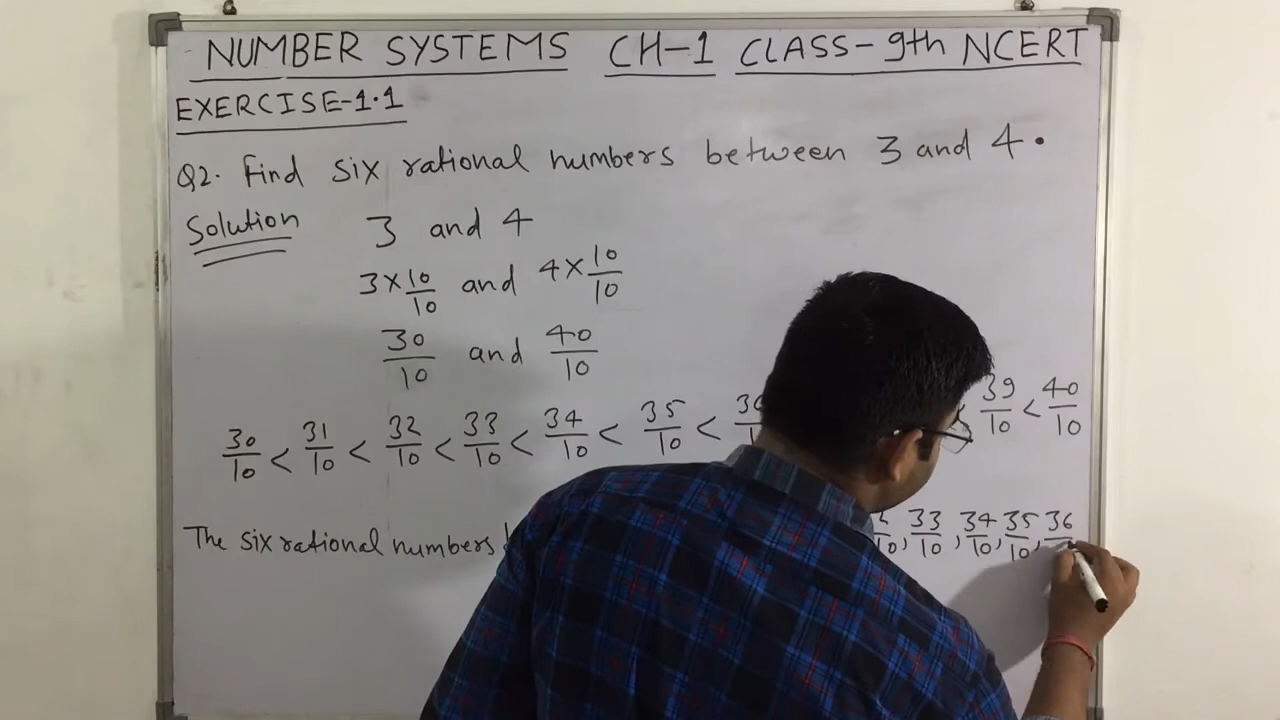 NUMBER SYSTEMS CH-1 CLASS-9th NCERT
EXERCISE-1.1
Q2. Find six rational numbers between 3 and 4.
Solution 3 and 4
3 × 10/10 and 4 × 10/10
30/10 and 40/10
30/10 < 31/10 < 32/10 < 33/10 < 34/10 < 35/10 < 39/10 < 40/10
The six rational numbers 33/10, 34/10, 35/10, 36